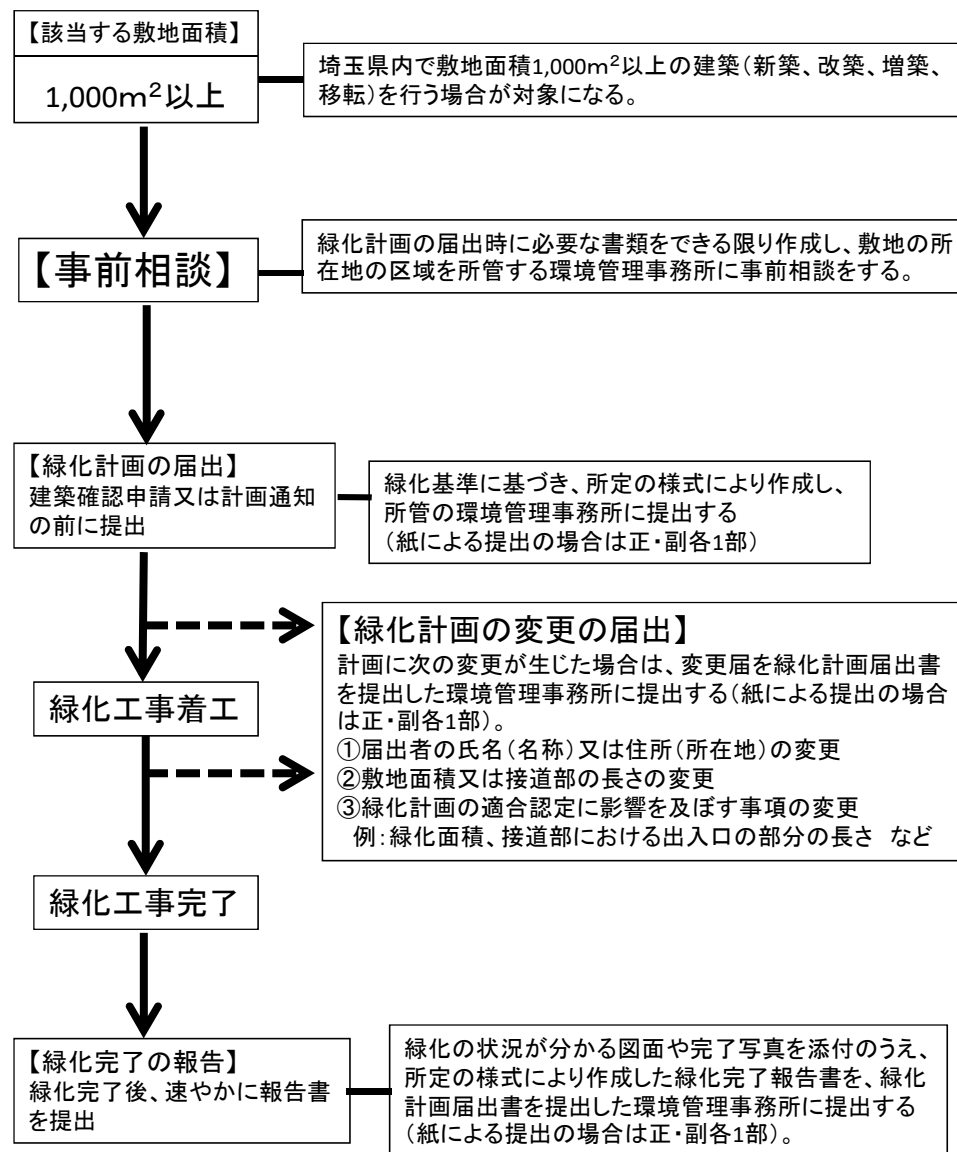 【該当する敷地面積】
1,000m²以上
埼玉県内で敷地面積1,000m²以上の建築(新築、改築、増築、
移転)を行う場合が対象になる。
【事前相談】
緑化計画の届出時に必要な書類をできる限り作成し、敷地の所
在地の区域を所管する環境管理事務所に事前相談をする。
【緑化計画の届出】
建築確認申請又は計画通知
の前に提出
緑化基準に基づき、所定の様式により作成し、
所管の環境管理事務所に提出する
(紙による提出の場合は正・副各1部)
【緑化計画の変更の届出】
計画に次の変更が生じた場合は、変更届を緑化計画届出書
を提出した環境管理事務所に提出する(紙による提出の場合
は正・副各1部)。
①届出者の氏名(名称)又は住所(所在地)の変更
②敷地面積又は接道部の長さの変更
③緑化計画の適合認定に影響を及ぼす事項の変更
例:緑化面積、接道部における出入口の部分の長さ など
緑化工事着工
緑化工事完了
【緑化完了の報告】
緑化完了後、速やかに報告書
を提出
緑化の状況が分かる図面や完了写真を添付のうえ、
所定の様式により作成した緑化完了報告書を、緑化
計画届出書を提出した環境管理事務所に提出する
(紙による提出の場合は正・副各1部)。